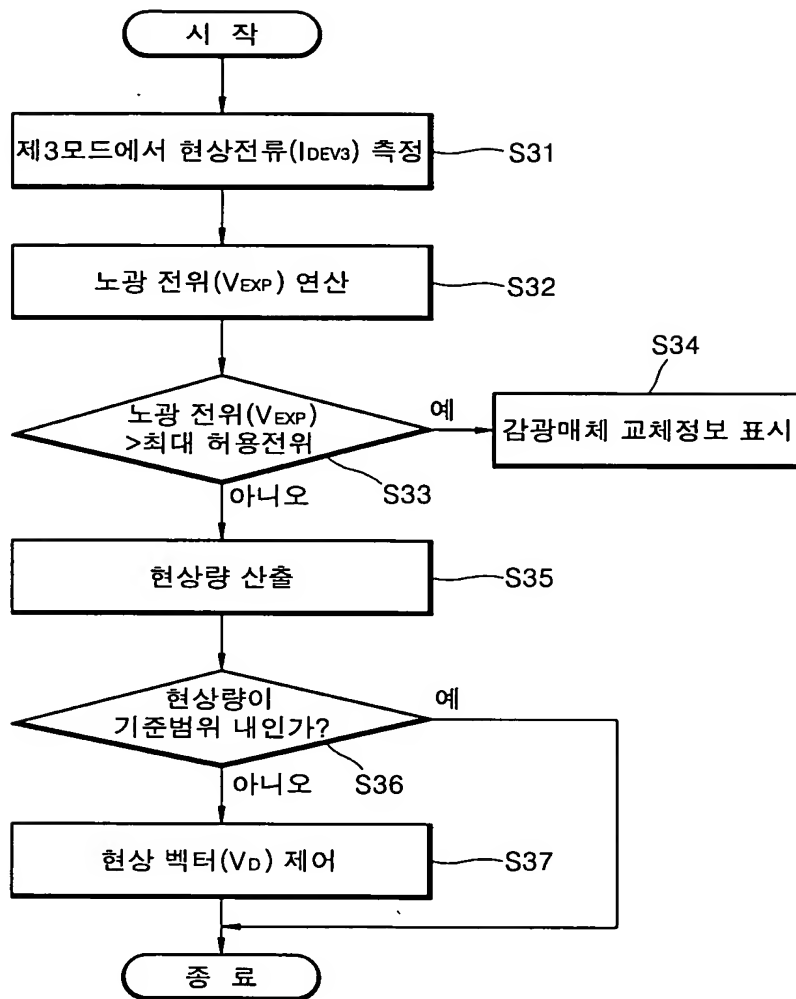 시 작
제3모드에서 현상전류(IDEV3) 측정
S31
노광 전위(VEXP) 연산
S32
S34
노광 전위(VEXP)
>최대 허용전위
예
감광매체 교체정보 표시
S33
아니오
현상량 산출
S35
현상량이
기준범위 내인가?
예
S36
아니오
현상 벡터(VD) 제어
S37
종 료